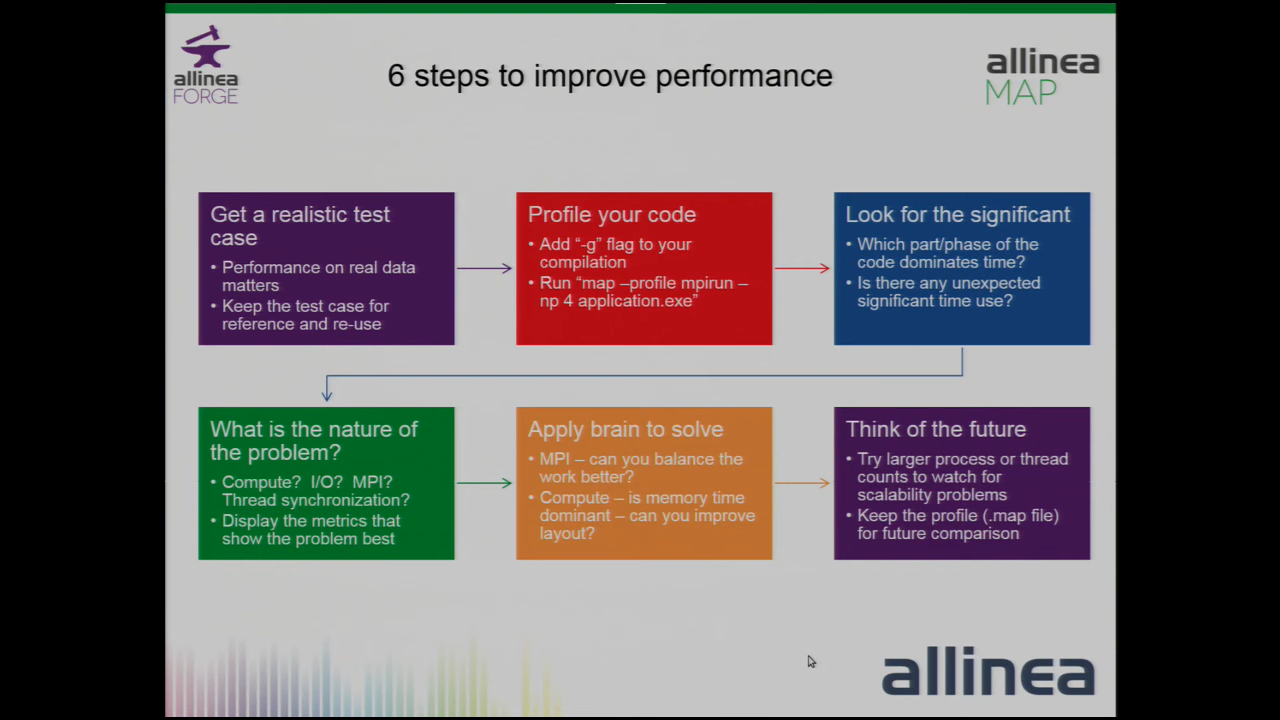 allinea
FORGE
6 steps to improve performance
allinea
MAP
Get a realistic test
case
• Performance on real data
matters
• Keep the test case for
reference and re-use
Profile your code
• Add “-g” flag to your
compilation
• Run “map –profile mpirun –
np 4 application.exe”
Look for the significant
• Which part/phase of the
code dominates time?
• Is there any unexpected
significant time use?
What is the nature of
the problem?
• Compute? I/O? MPI?
Thread synchronization?
• Display the metrics that
show the problem best
Apply brain to solve
• MPI – can you balance the
work better?
• Compute – is memory time
dominant – can you improve
layout?
Think of the future
• Try larger process or thread
counts to watch for
scalability problems
• Keep the profile (.map file)
for future comparison
allinea